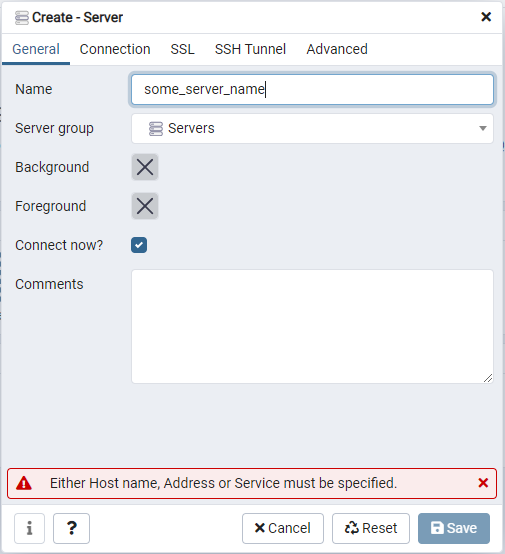 Create - Server
General Connection SSL SSH Tunnel Advanced
Name some_server_name
Server group Servers
Background
Foreground
Connect now?
Comments
Either Host name, Address or Service must be specified.
i ? Cancel Reset Save